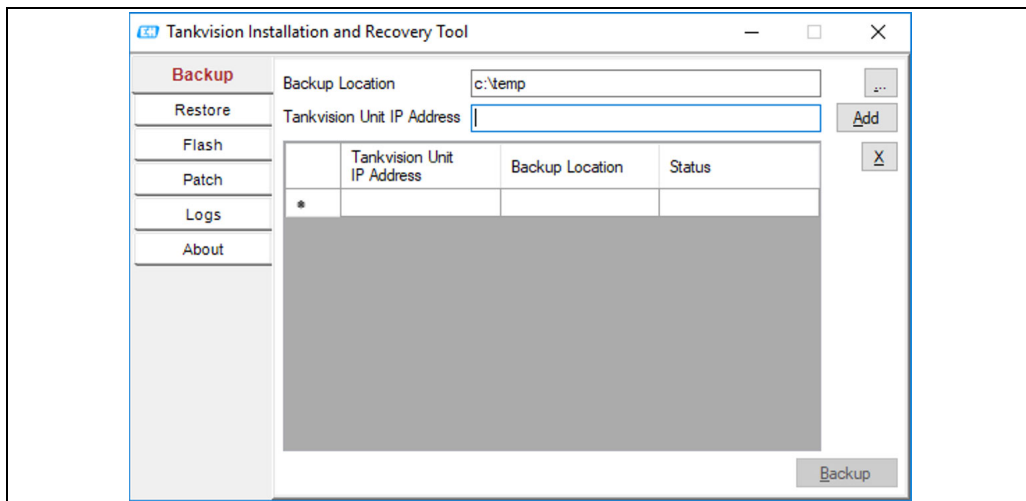 E+H Tankvision Installation and Recovery Tool
Backup
Restore
Flash
Patch
Logs
About
Backup Location c:\temp ...
Tankvision Unit IP Address Add
X
Tankvision Unit
IP Address Backup Location Status
*
Backup